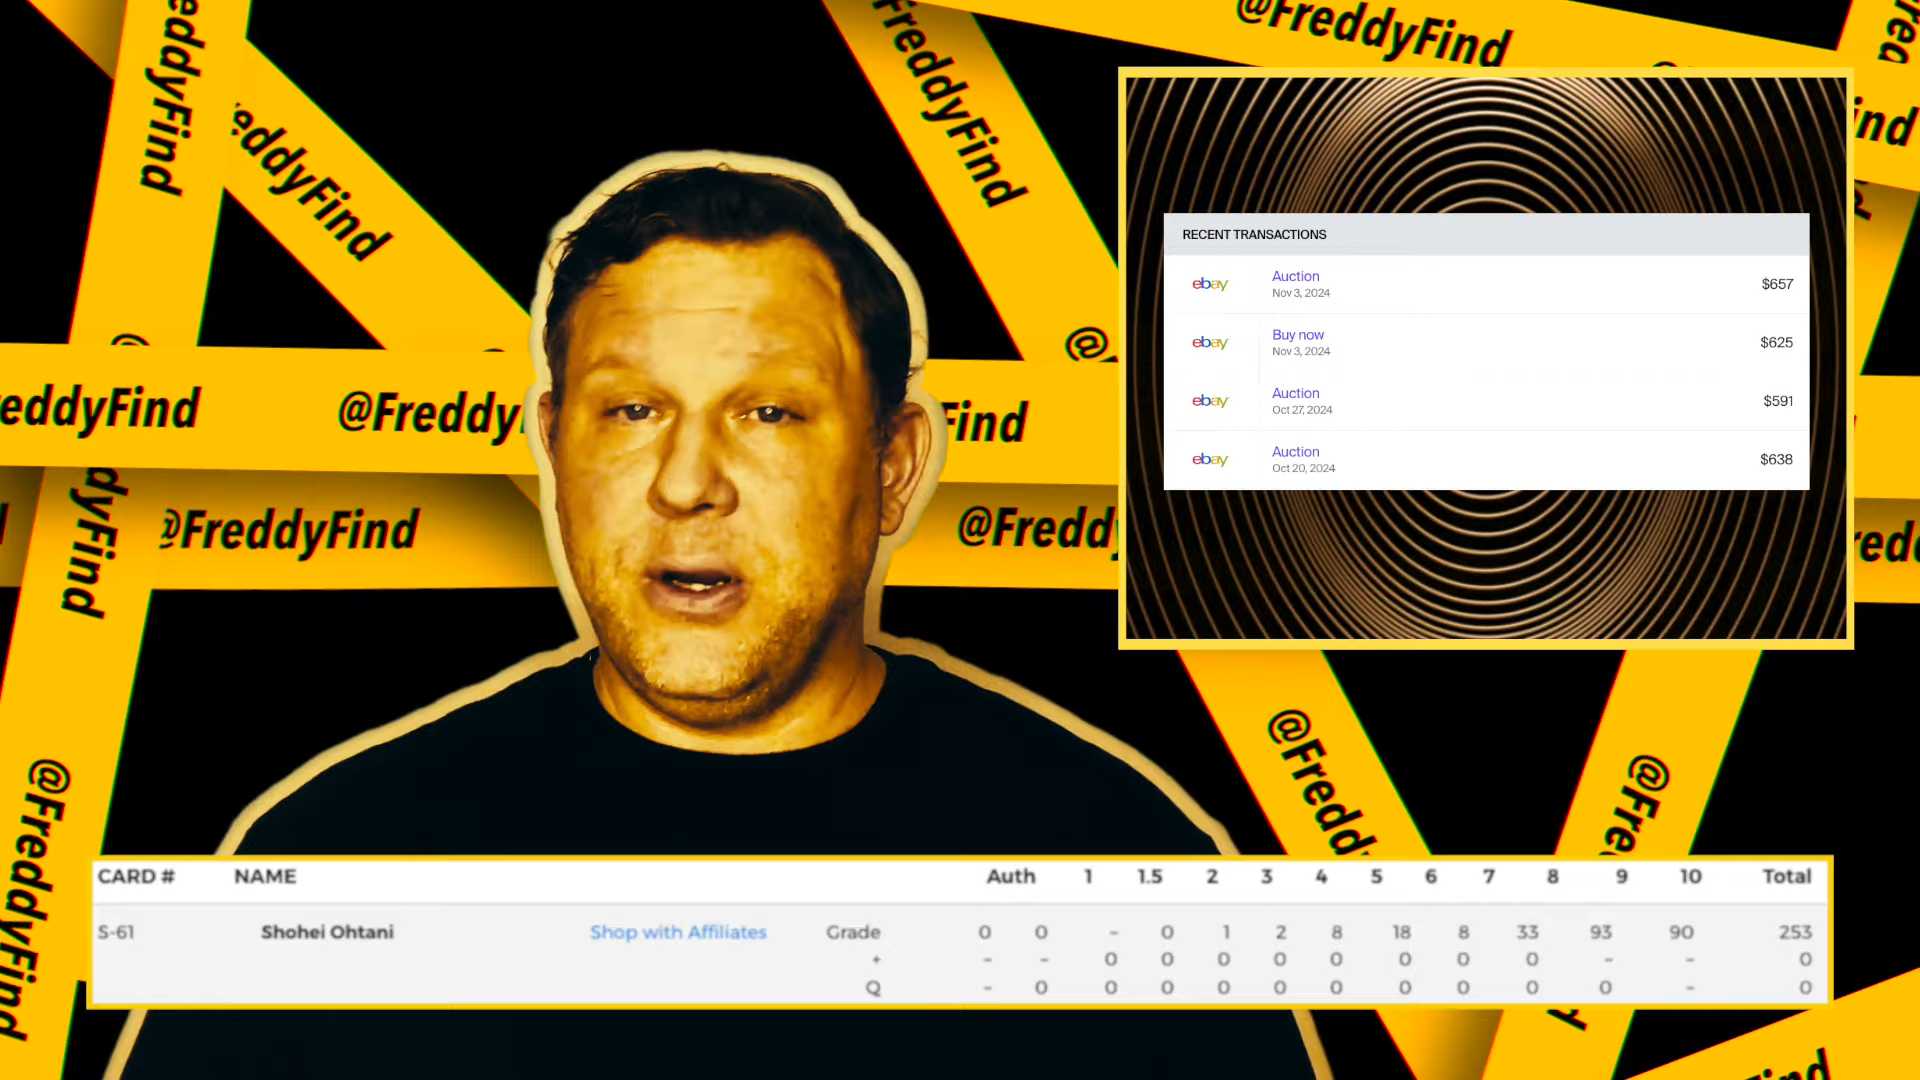 @FreddyFind
FreddyFind
@FreddyFind
@FreddyFind
RECENT TRANSACTIONS
ebay Auction $657
Nov 3, 2024
ebay Buy now $625
Nov 3, 2024
ebay Auction $591
Oct 27, 2024
ebay Auction $638
Oct 20, 2024
CARD # NAME Auth 1 1.5 2 3 4 5 6 7 8 9 10 Total
S-61 Shohei Ohtani Shop with Affiliates Grade 0 0 - 0 1 2 8 18 8 33 93 90 253
+ - - 0 0 0 0 0 0 0 0 - - 0
Q - 0 0 0 0 0 0 0 0 0 0 - 0